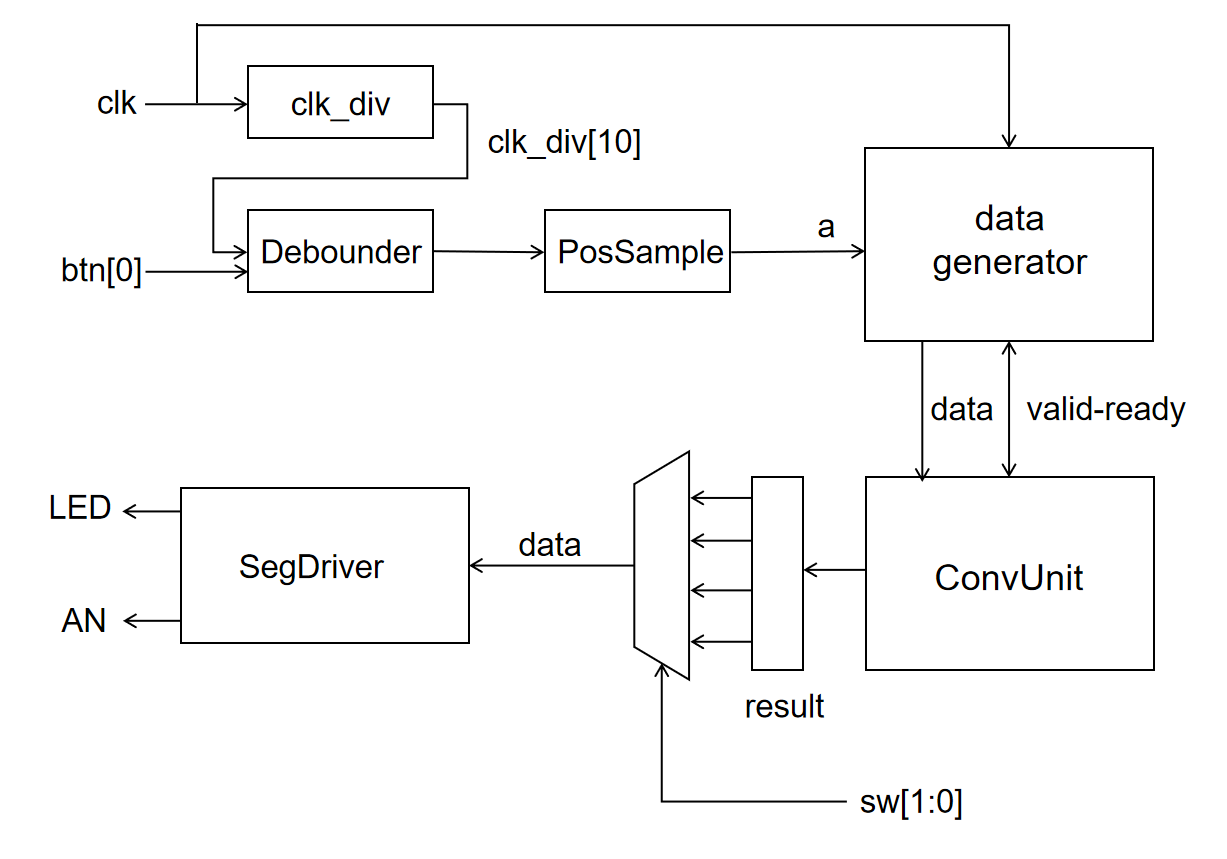 clk
clk_div
clk_div[10]
btn[0]
Debounder
PosSample
a
data
generator
data
valid-ready
LED
AN
SegDriver
data
result
ConvUnit
sw[1:0]